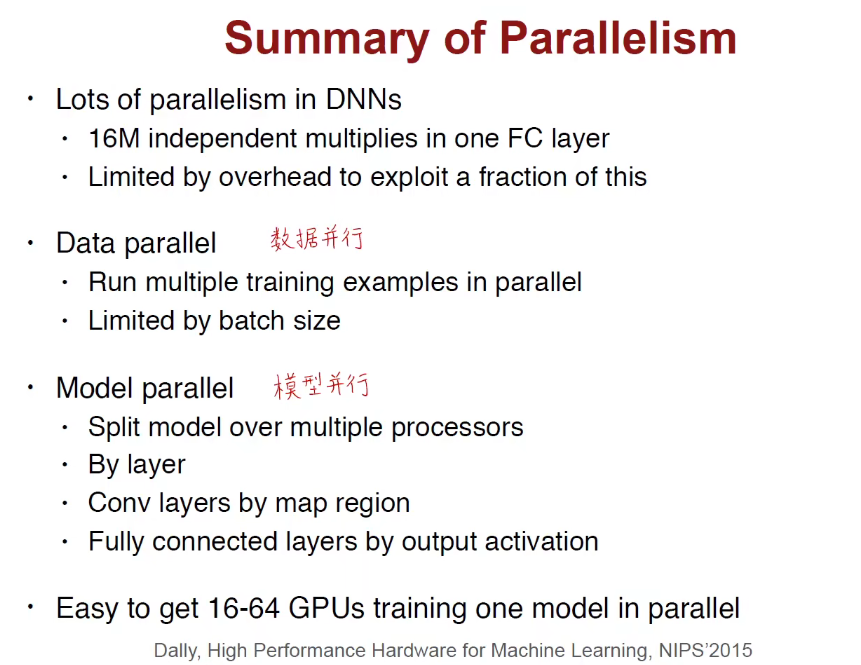 Summary of Parallelism
• Lots of parallelism in DNNs
• 16M independent multiplies in one FC layer
• Limited by overhead to exploit a fraction of this
• Data parallel 数据并行
• Run multiple training examples in parallel
• Limited by batch size
• Model parallel 模型并行
• Split model over multiple processors
• By layer
• Conv layers by map region
• Fully connected layers by output activation
• Easy to get 16-64 GPUs training one model in parallel
Dally, High Performance Hardware for Machine Learning, NIPS'2015